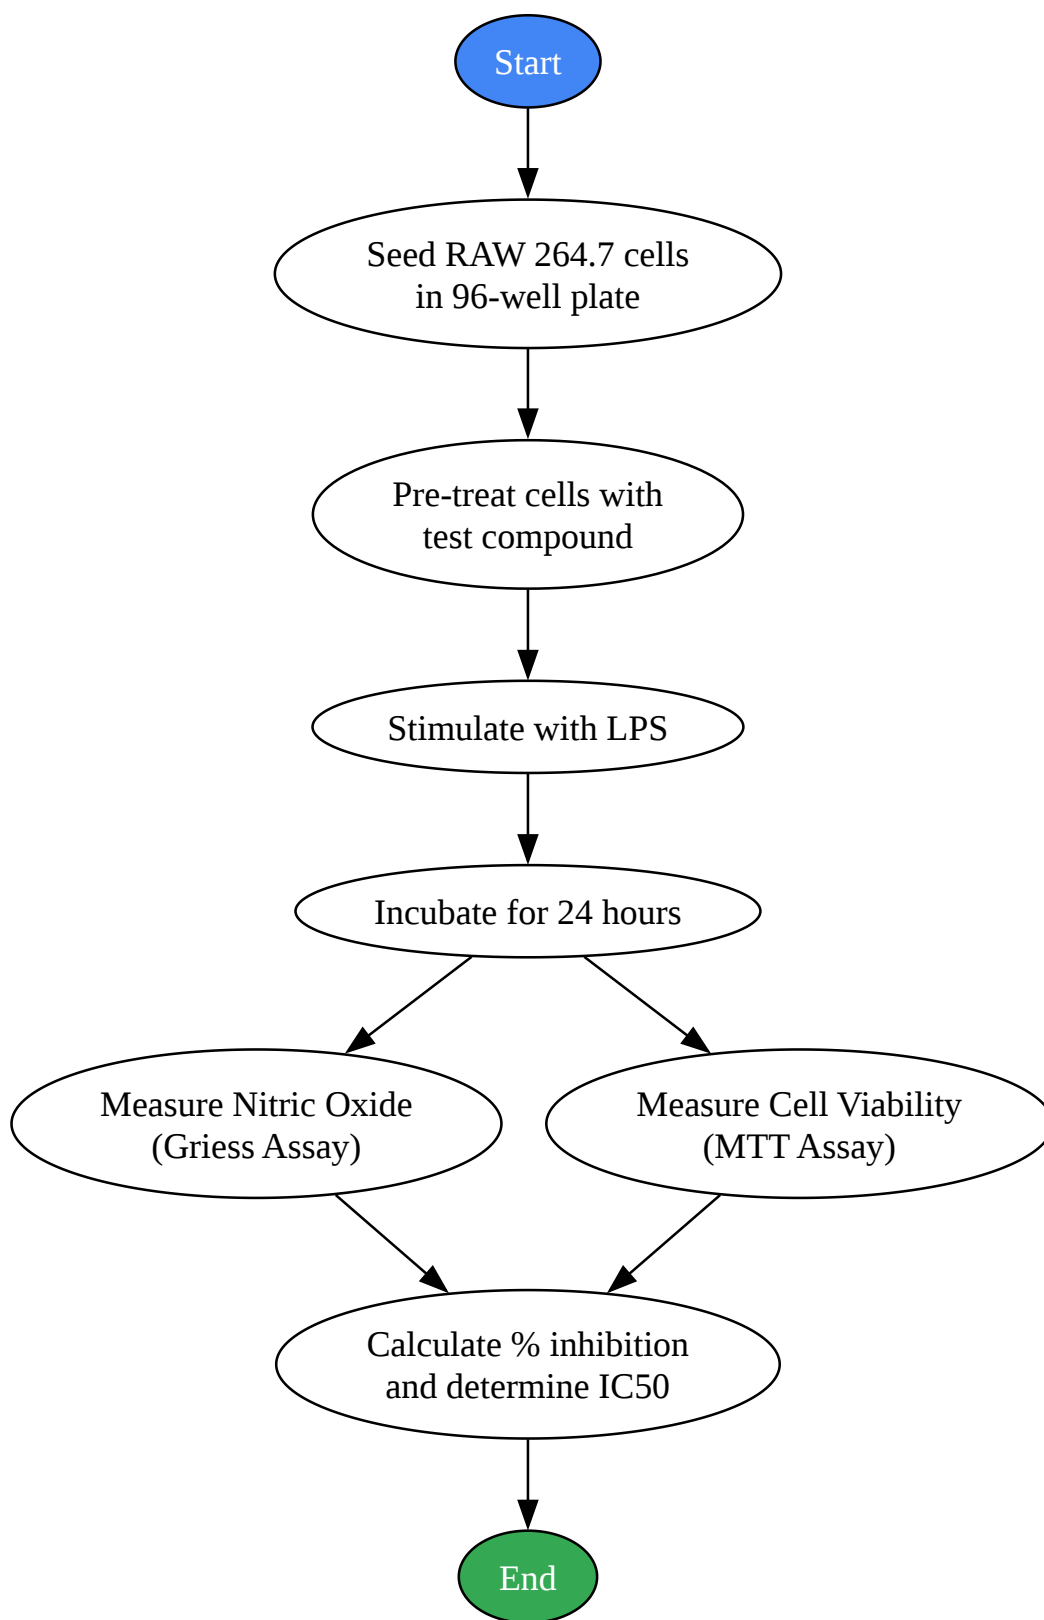 Start
Seed RAW 264.7 cells
in 96-well plate
Pre-treat cells with
test compound
Stimulate with LPS
Incubate for 24 hours
Measure Nitric Oxide
(Griess Assay)
Measure Cell Viability
(MTT Assay)
Calculate % inhibition
and determine IC50
End